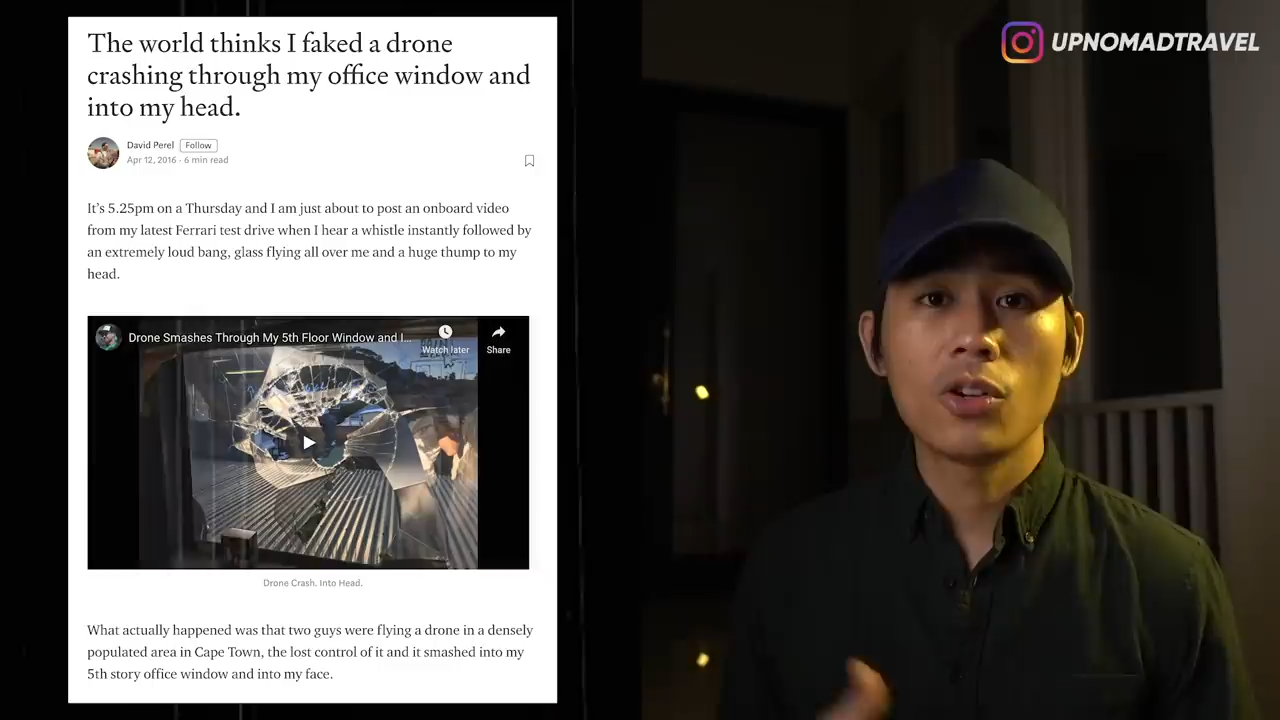 The world thinks I faked a drone
crashing through my office window and
into my head.
David Perel Follow
Apr 12, 2016 · 6 min read
It’s 5.25pm on a Thursday and I am just about to post an onboard video
from my latest Ferrari test drive when I hear a whistle instantly followed by
an extremely loud bang, glass flying all over me and a huge thump to my
head.
Drone Smashes Through My 5th Floor Window and I...
Watch later
Share
Drone Crash. Into Head.
What actually happened was that two guys were flying a drone in a densely
populated area in Cape Town, the lost control of it and it smashed into my
5th story office window and into my face.
UPNOMADTRAVEL